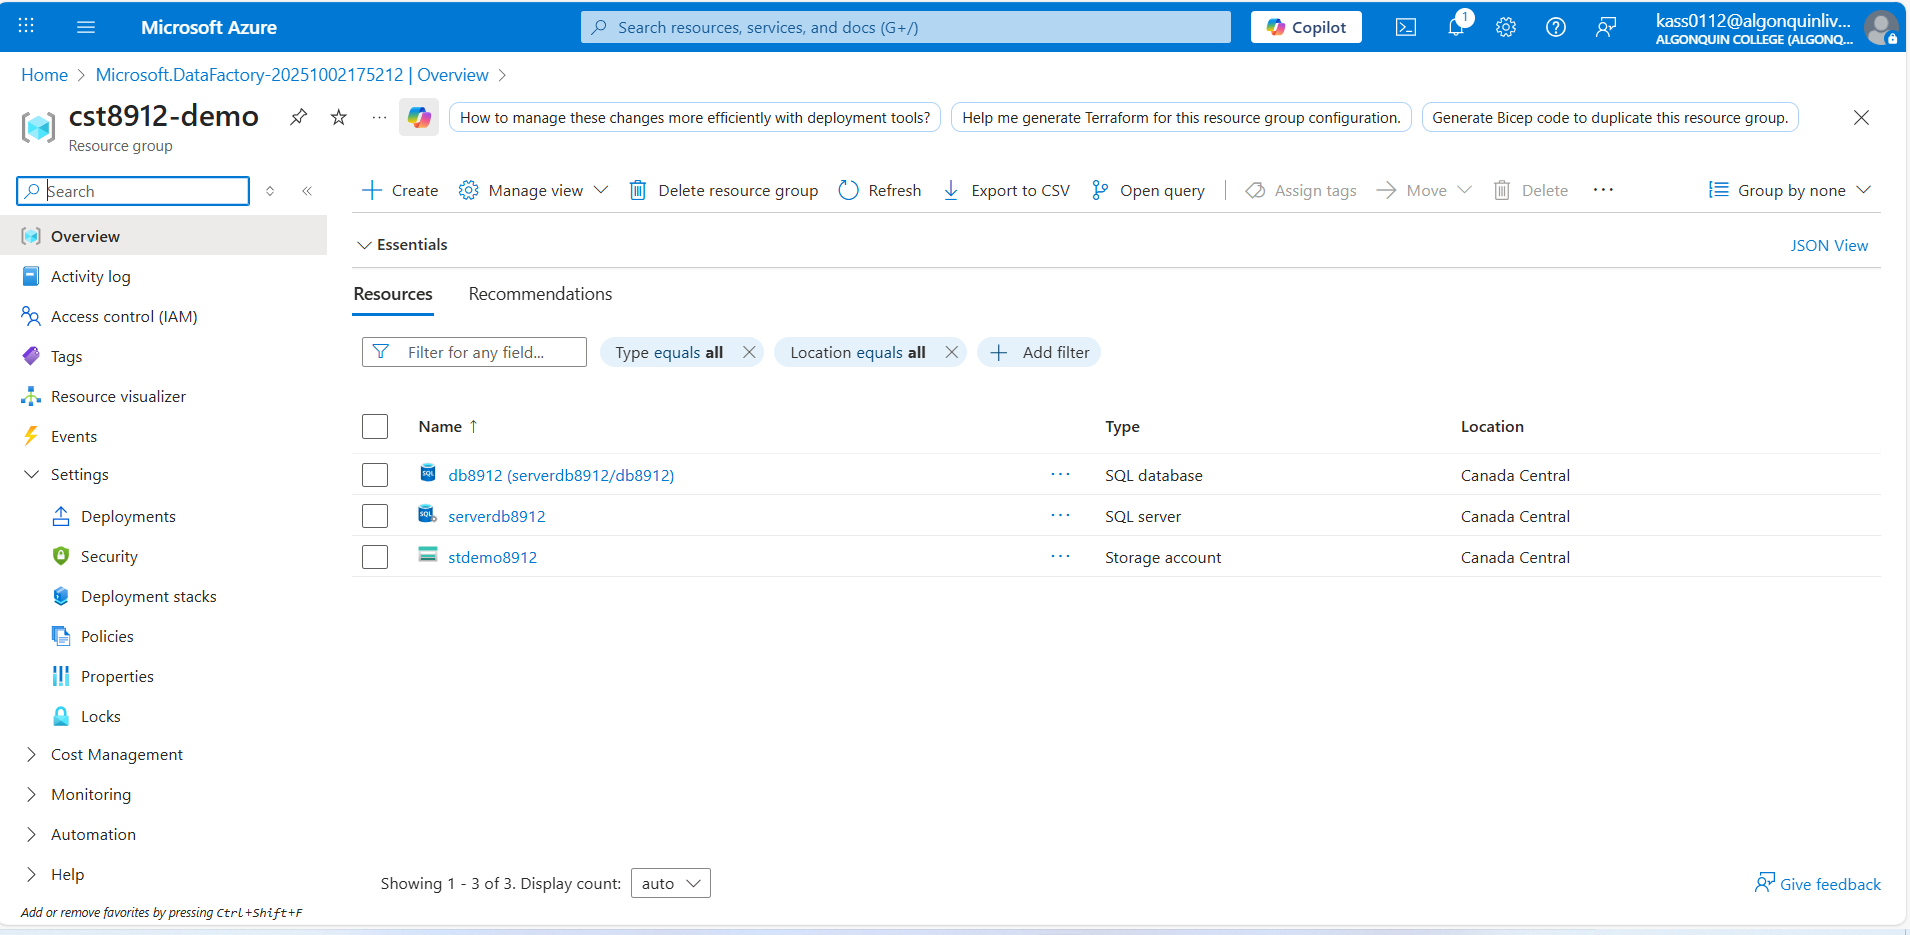 Microsoft Azure
Search resources, services, and docs (G+/)
Copilot
1
kass0112@algonquinliv...
ALGONQUIN COLLEGE (ALGONQ...
Home > Microsoft.DataFactory-20251002175212 | Overview >
cst8912-demo
Resource group
How to manage these changes more efficiently with deployment tools?
Help me generate Terraform for this resource group configuration.
Generate Bicep code to duplicate this resource group.
Search
Create
Manage view
Delete resource group
Refresh
Export to CSV
Open query
Assign tags
Move
Delete
Group by none
Overview
Activity log
Access control (IAM)
Tags
Resource visualizer
Events
Settings
Deployments
Security
Deployment stacks
Policies
Properties
Locks
Cost Management
Monitoring
Automation
Help
Add or remove favorites by pressing Ctrl+Shift+F
Essentials
JSON View
Resources
Recommendations
Filter for any field...
Type equals all
Location equals all
Add filter
Name ↑ Type Location
db8912 (serverdb8912/db8912) SQL database Canada Central
serverdb8912 SQL server Canada Central
stdemo8912 Storage account Canada Central
Showing 1 - 3 of 3. Display count: auto
Give feedback